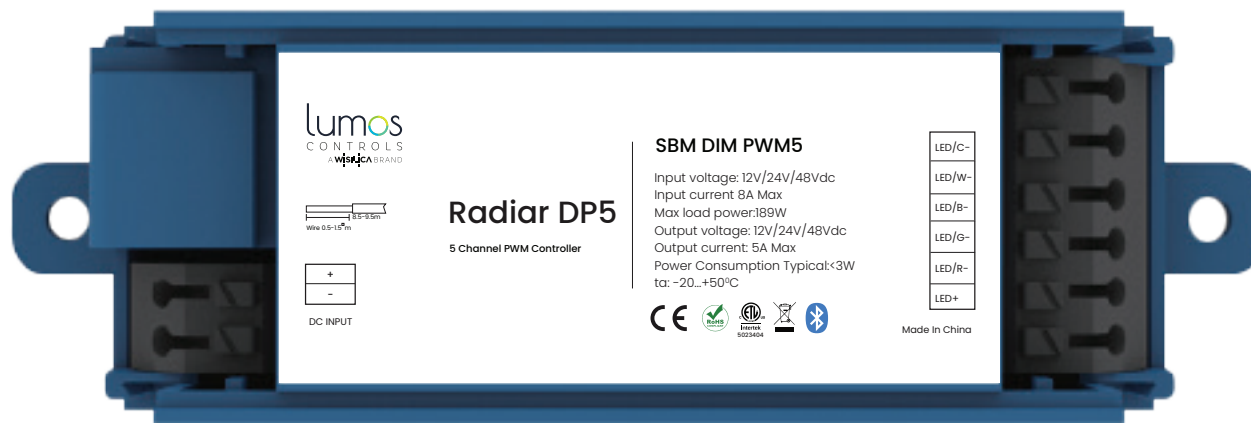 lumos
CONTROLS
A WiSilica BRAND
8.5-9.5m
Wire 0.5-1.5 m
+
-
DC INPUT
Radiar DP5
5 Channel PWM Controller
SBM DIM PWM5
Input voltage: 12V/24V/48Vdc
Input current 8A Max
Max load power:189W
Output voltage: 12V/24V/48Vdc
Output current: 5A Max
Power Consumption Typical:<3W
ta: -20...+50⁰C
CE
RoHS
ETL
Intertek
5023404
LED/C-
LED/W-
LED/B-
LED/G-
LED/R-
LED+
Made In China